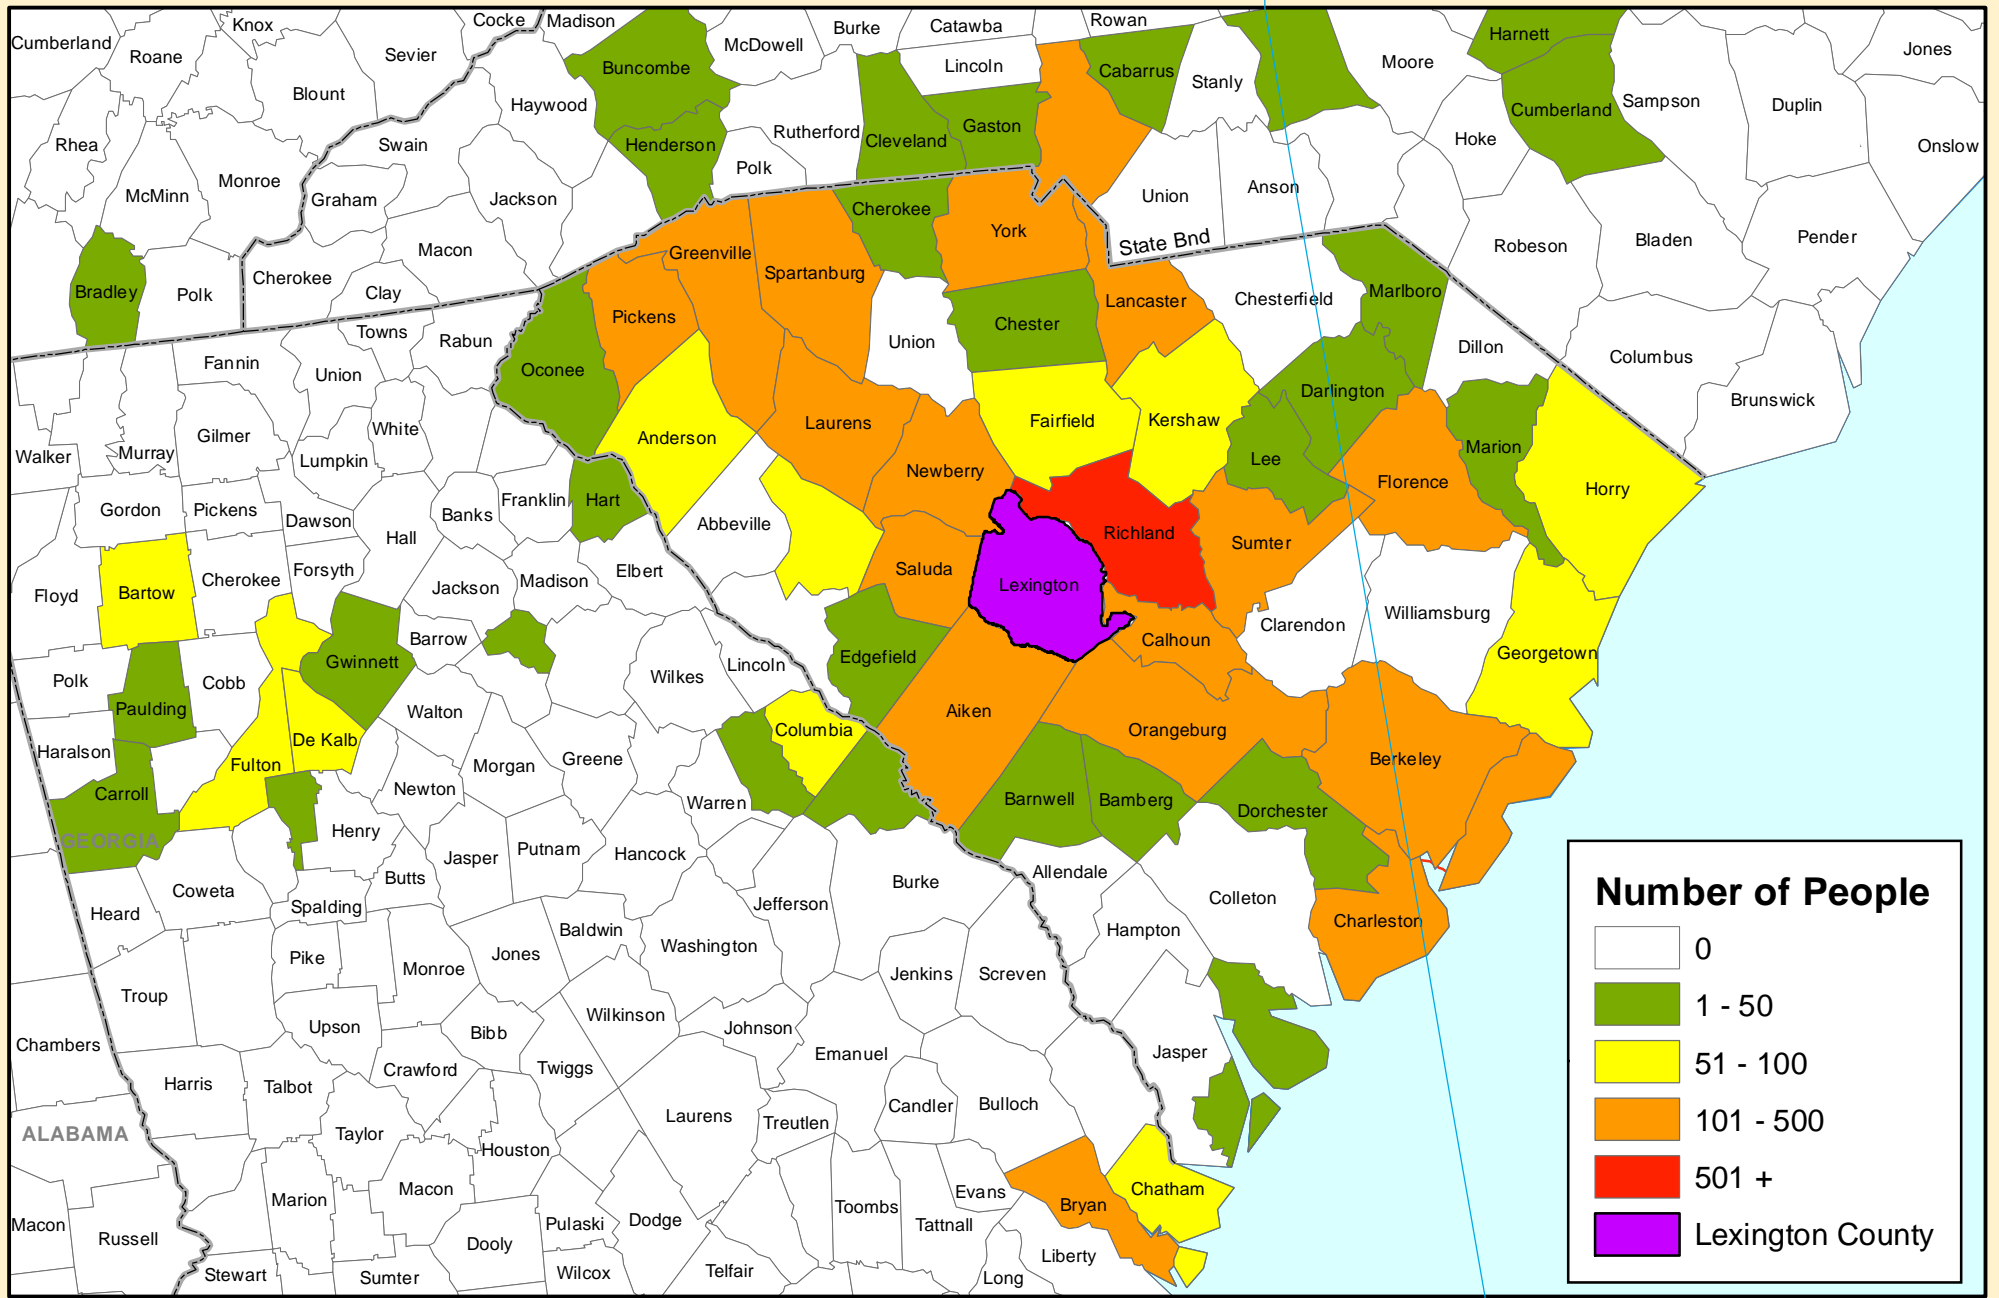 Knox
Cocke
Madison
Burke
Catawba
Rowan
Harnett
Cumberland
Roane
Sevier
McDowell
Jones
Lincoln
Moore
Buncombe
Cabarrus
Stanly
Blount
Haywood
Sampson
Duplin
Cumberland
Gaston
Rhea
Swain
Henderson
Rutherford
Cleveland
Hoke
Onslow
Polk
Monroe
McMinn
Graham
Jackson
Union
Anson
Cherokee
York
State Bnd
Macon
Greenville
Robeson
Bladen
Pender
Cherokee
Spartanburg
Bradley
Polk
Clay
Lancaster
Chesterfield
Marlboro
Pickens
Chester
Towns
Rabun
Union
Dillon
Columbus
Fannin
Union
Oconee
Darlington
Brunswick
Gilmer
White
Anderson
Laurens
Fairfield
Kershaw
Marion
Walker
Murray
Lumpkin
Newberry
Lee
Florence
Horry
Gordon
Pickens
Dawson
Banks
Franklin
Hart
Abbeville
Hall
Richland
Sumter
Floyd
Bartow
Cherokee
Forsyth
Jackson
Madison
Elbert
Saluda
Lexington
Williamsburg
Barrow
Clarendon
Calhoun
Gwinnett
Edgefield
Georgetown
Polk
Cobb
Wilkes
Lincoln
Paulding
Walton
Aiken
Haralson
De Kalb
Columbia
Orangeburg
Fulton
Morgan
Greene
Berkeley
Carroll
Newton
Warren
Barnwell
Bamberg
Dorchester
GEORGIA
Henry
Jasper
Putnam
Hancock
Coweta
Butts
Burke
Allendale
Number of People
Heard
Spalding
Jefferson
Colleton
Charleston
Baldwin
Hampton
0
Pike
Jones
Washington
Monroe
Jenkins
Screven
Troup
1 - 50
Upson
Bibb
Wilkinson
Johnson
Chambers
Emanuel
Jasper
51 - 100
Harris
Talbot
Crawford
Twiggs
Candler
Bulloch
Laurens
Treutlen
101 - 500
ALABAMA
Taylor
Houston
501 +
Macon
Marion
Evans
Chatham
Bryan
Toombs
Macon
Russell
Pulaski
Dodge
Tattnall
Lexington County
Dooly
Liberty
Stewart
Sumter
Wilcox
Telfair
Long